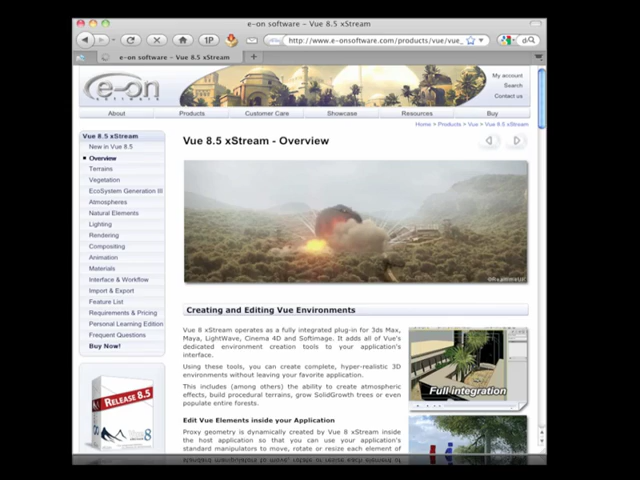 e-on software - Vue 8.5 xStream
1P
http://www.e-onsoftware.com/products/vue/vue_
e-on software - Vue 8.5 xStream
e-on
software
My account
Search
Contact us
About
Products
Customer Care
Showcase
Resources
Buy
Home > Products > Vue > Vue 8.5 xStream
Vue 8.5 xStream
New in Vue 8.5
Overview
Terrains
Vegetation
EcoSystem Generation III
Atmospheres
Natural Elements
Lighting
Rendering
Compositing
Animation
Materials
Interface & Workflow
Import & Export
Feature List
Requirements & Pricing
Personal Learning Edition
Frequent Questions
Buy Now!
RELEASE 8.5
8
Vue 8.5 xStream - Overview
Creating and Editing Vue Environments
Vue 8 xStream operates as a fully integrated plug-in for 3ds Max,
Maya, LightWave, Cinema 4D and Softimage. It adds all of Vue's
dedicated environment creation tools to your application's
interface.
Using these tools, you can create complete, hyper-realistic 3D
environments without leaving your favorite application.
This includes (among others) the ability to create atmospheric
effects, build procedural terrains, grow SolidGrowth trees or even
populate entire forests.
Full integration
Edit Vue Elements inside your Application
Proxy geometry is dynamically created by Vue 8 xStream inside
the host application so that you can use your application's
standard manipulators to move, rotate or resize each element of